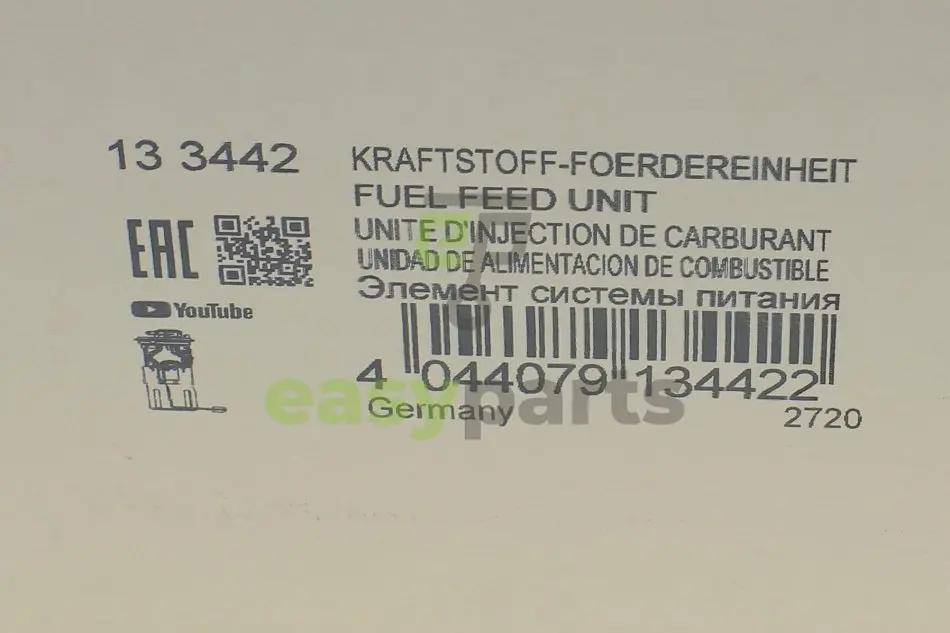 13 3442
KRAFTSTOFF-FOERDEREINHEIT
FUEL FEED UNIT
UNITE D'INJECTION DE CARBURANT
UNIDAD DE ALIMENTACION DE COMBUSTIBLE
Элемент системы питания
EAC
YouTube
4 044079 134422
Germany
2720
easyparts